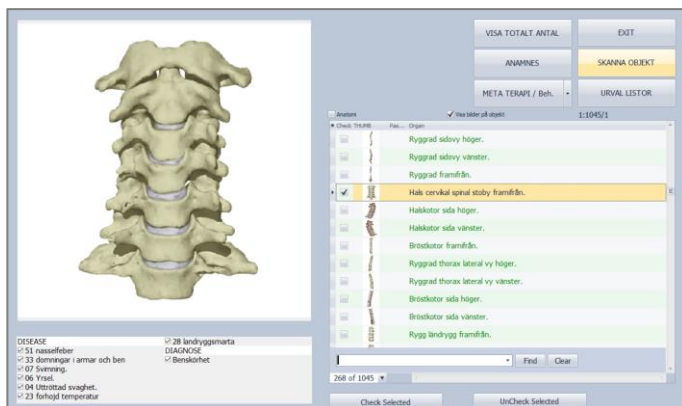 VISA TOTALT ANTAL
EXIT
ANAMNES
SKANNA OBJEKT
META TERAPI / Beh.
URVAL LISTOR
Anatomi
Visa bilder på objekt
1:1045/1
Check THUMB Fav... Organ
Ryggrad sidovy höger.
Ryggrad sidovy vänster.
Ryggrad framifrån.
Hals cervikal spinal stoby framifrån.
Halskotor sida höger.
Halskotor sida vänster.
Bröstkotor framifrån.
Ryggrad thorax lateral vy höger.
Ryggrad thorax lateral vy vänster.
Bröstkotor sida höger.
Bröstkotor sida vänster.
Rygg ländrygg framifrån.
Find
Clear
268 of 1045
Check Selected
UnCheck Selected
DISEASE
51 nasselfeber
33 domningar i armar och ben
07 Svimning.
06 Yrsel.
04 Uttröttad svaghet.
23 forhojd temperatur
28 landryggsmarta
DIAGNOSE
Benskörhet